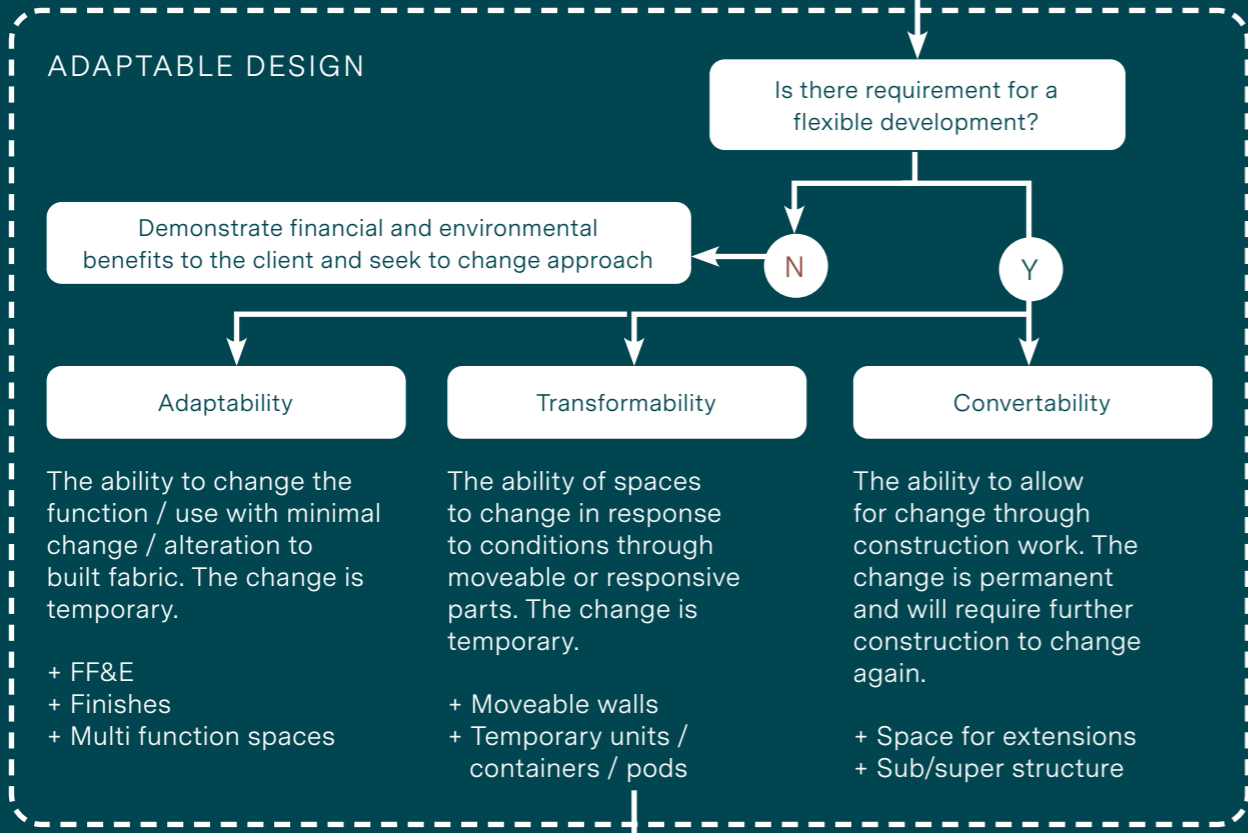 ADAPTABLE DESIGN
Is there requirement for a
flexible development?
Demonstrate financial and environmental
benefits to the client and seek to change approach
N
Y
Adaptability
The ability to change the
function / use with minimal
change / alteration to
built fabric. The change is
temporary.
+ FF&E
+ Finishes
+ Multi function spaces
Transformability
The ability of spaces
to change in response
to conditions through
moveable or responsive
parts. The change is
temporary.
+ Moveable walls
+ Temporary units /
containers / pods
Convertability
The ability to allow
for change through
construction work. The
change is permanent
and will require further
construction to change
again.
+ Space for extensions
+ Sub/super structure